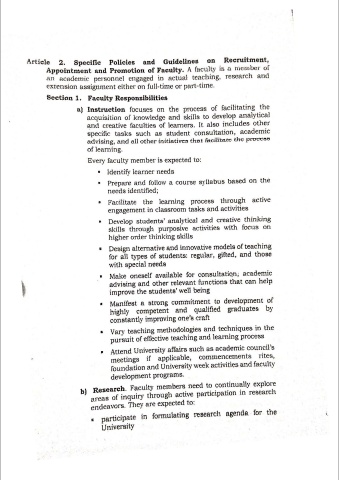 Article 2. Specific Policies and Guidelines on Recruitment,
Appointment and Promotion of Faculty. A faculty is a member of
an academic personnel engaged in actual teaching, research and
extension assignment either on full-time or part-time.
Section 1. Faculty Responsibilities
a) Instruction focuses on the process of facilitating the
acquisition of knowledge and skills to develop analytical
and creative faculties of learners. It also includes other
specific tasks such as student consultation, academic
advising, and all other initiatives that facilitate the process
of learning.
Every faculty member is expected to:
• Identify learner needs
• Prepare and follow a course syllabus based on the
needs identified;
• Facilitate the learning process through active
engagement in classroom tasks and activities
• Develop students' analytical and creative thinking
skills through purposive activities with focus on
higher order thinking skills
• Design alternative and innovative models of teaching
for all types of students: regular, gifted, and those
with special needs
• Make oneself available for consultation, academic
advising and other relevant functions that can help
improve the students' well being
• Manifest a strong commitment to development of
highly competent and qualified graduates by
constantly improving one's craft
• Vary teaching methodologies and techniques in the
pursuit of effective teaching and learning process
• Attend University affairs such as academic council's
meetings if applicable, commencements rites,
foundation and University week activities and faculty
development programs.
b) Research. Faculty members need to continually explore
areas of inquiry through active participation in research
endeavors. They are expected to:
• participate in formulating research agenda for the
University